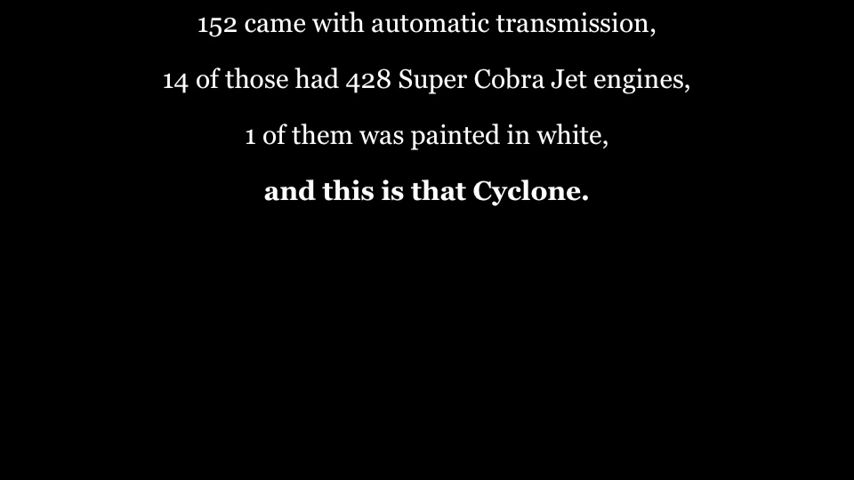 152 came with automatic transmission,
14 of those had 428 Super Cobra Jet engines,
1 of them was painted in white,
and this is that Cyclone.